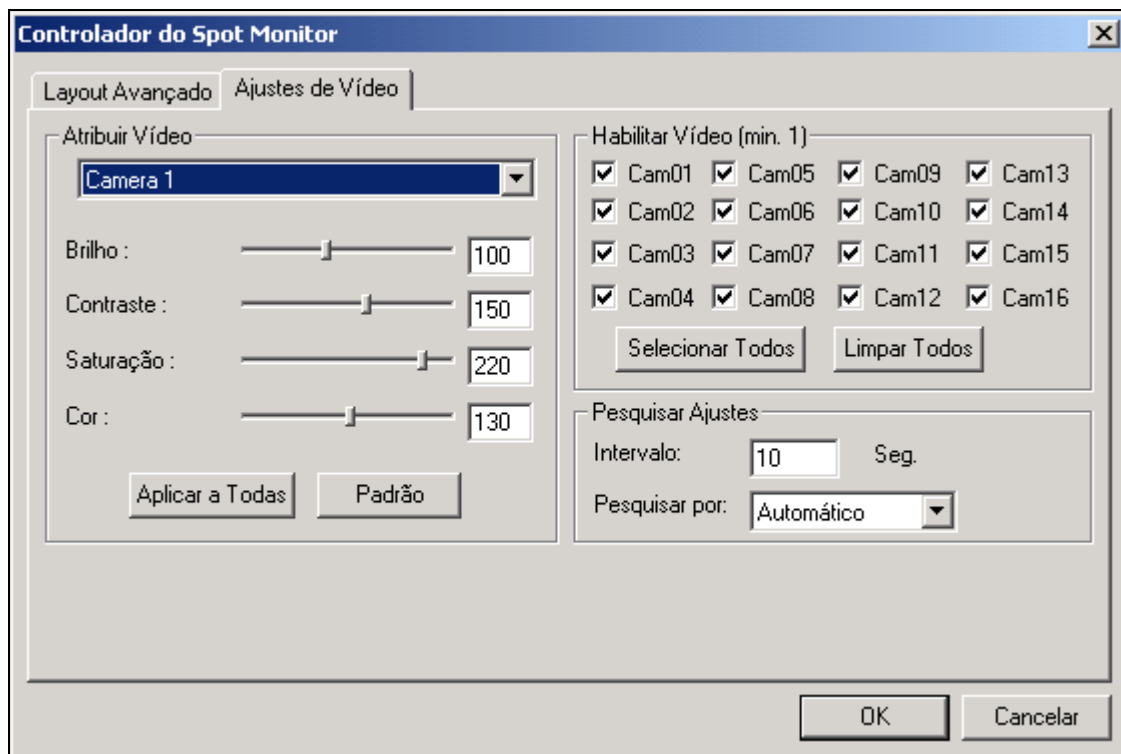 Controlador do Spot Monitor
Layout Avançado Ajustes de Vídeo
Atribuir Vídeo
Camera 1
Brilho : 100
Contraste : 150
Saturação : 220
Cor : 130
Aplicar a Todas Padrão
Habilitar Vídeo (min. 1)
Cam01 Cam05 Cam09 Cam13
Cam02 Cam06 Cam10 Cam14
Cam03 Cam07 Cam11 Cam15
Cam04 Cam08 Cam12 Cam16
Selecionar Todos Limpar Todos
Pesquisar Ajustes
Intervalo: 10 Seg.
Pesquisar por: Automático
OK Cancelar